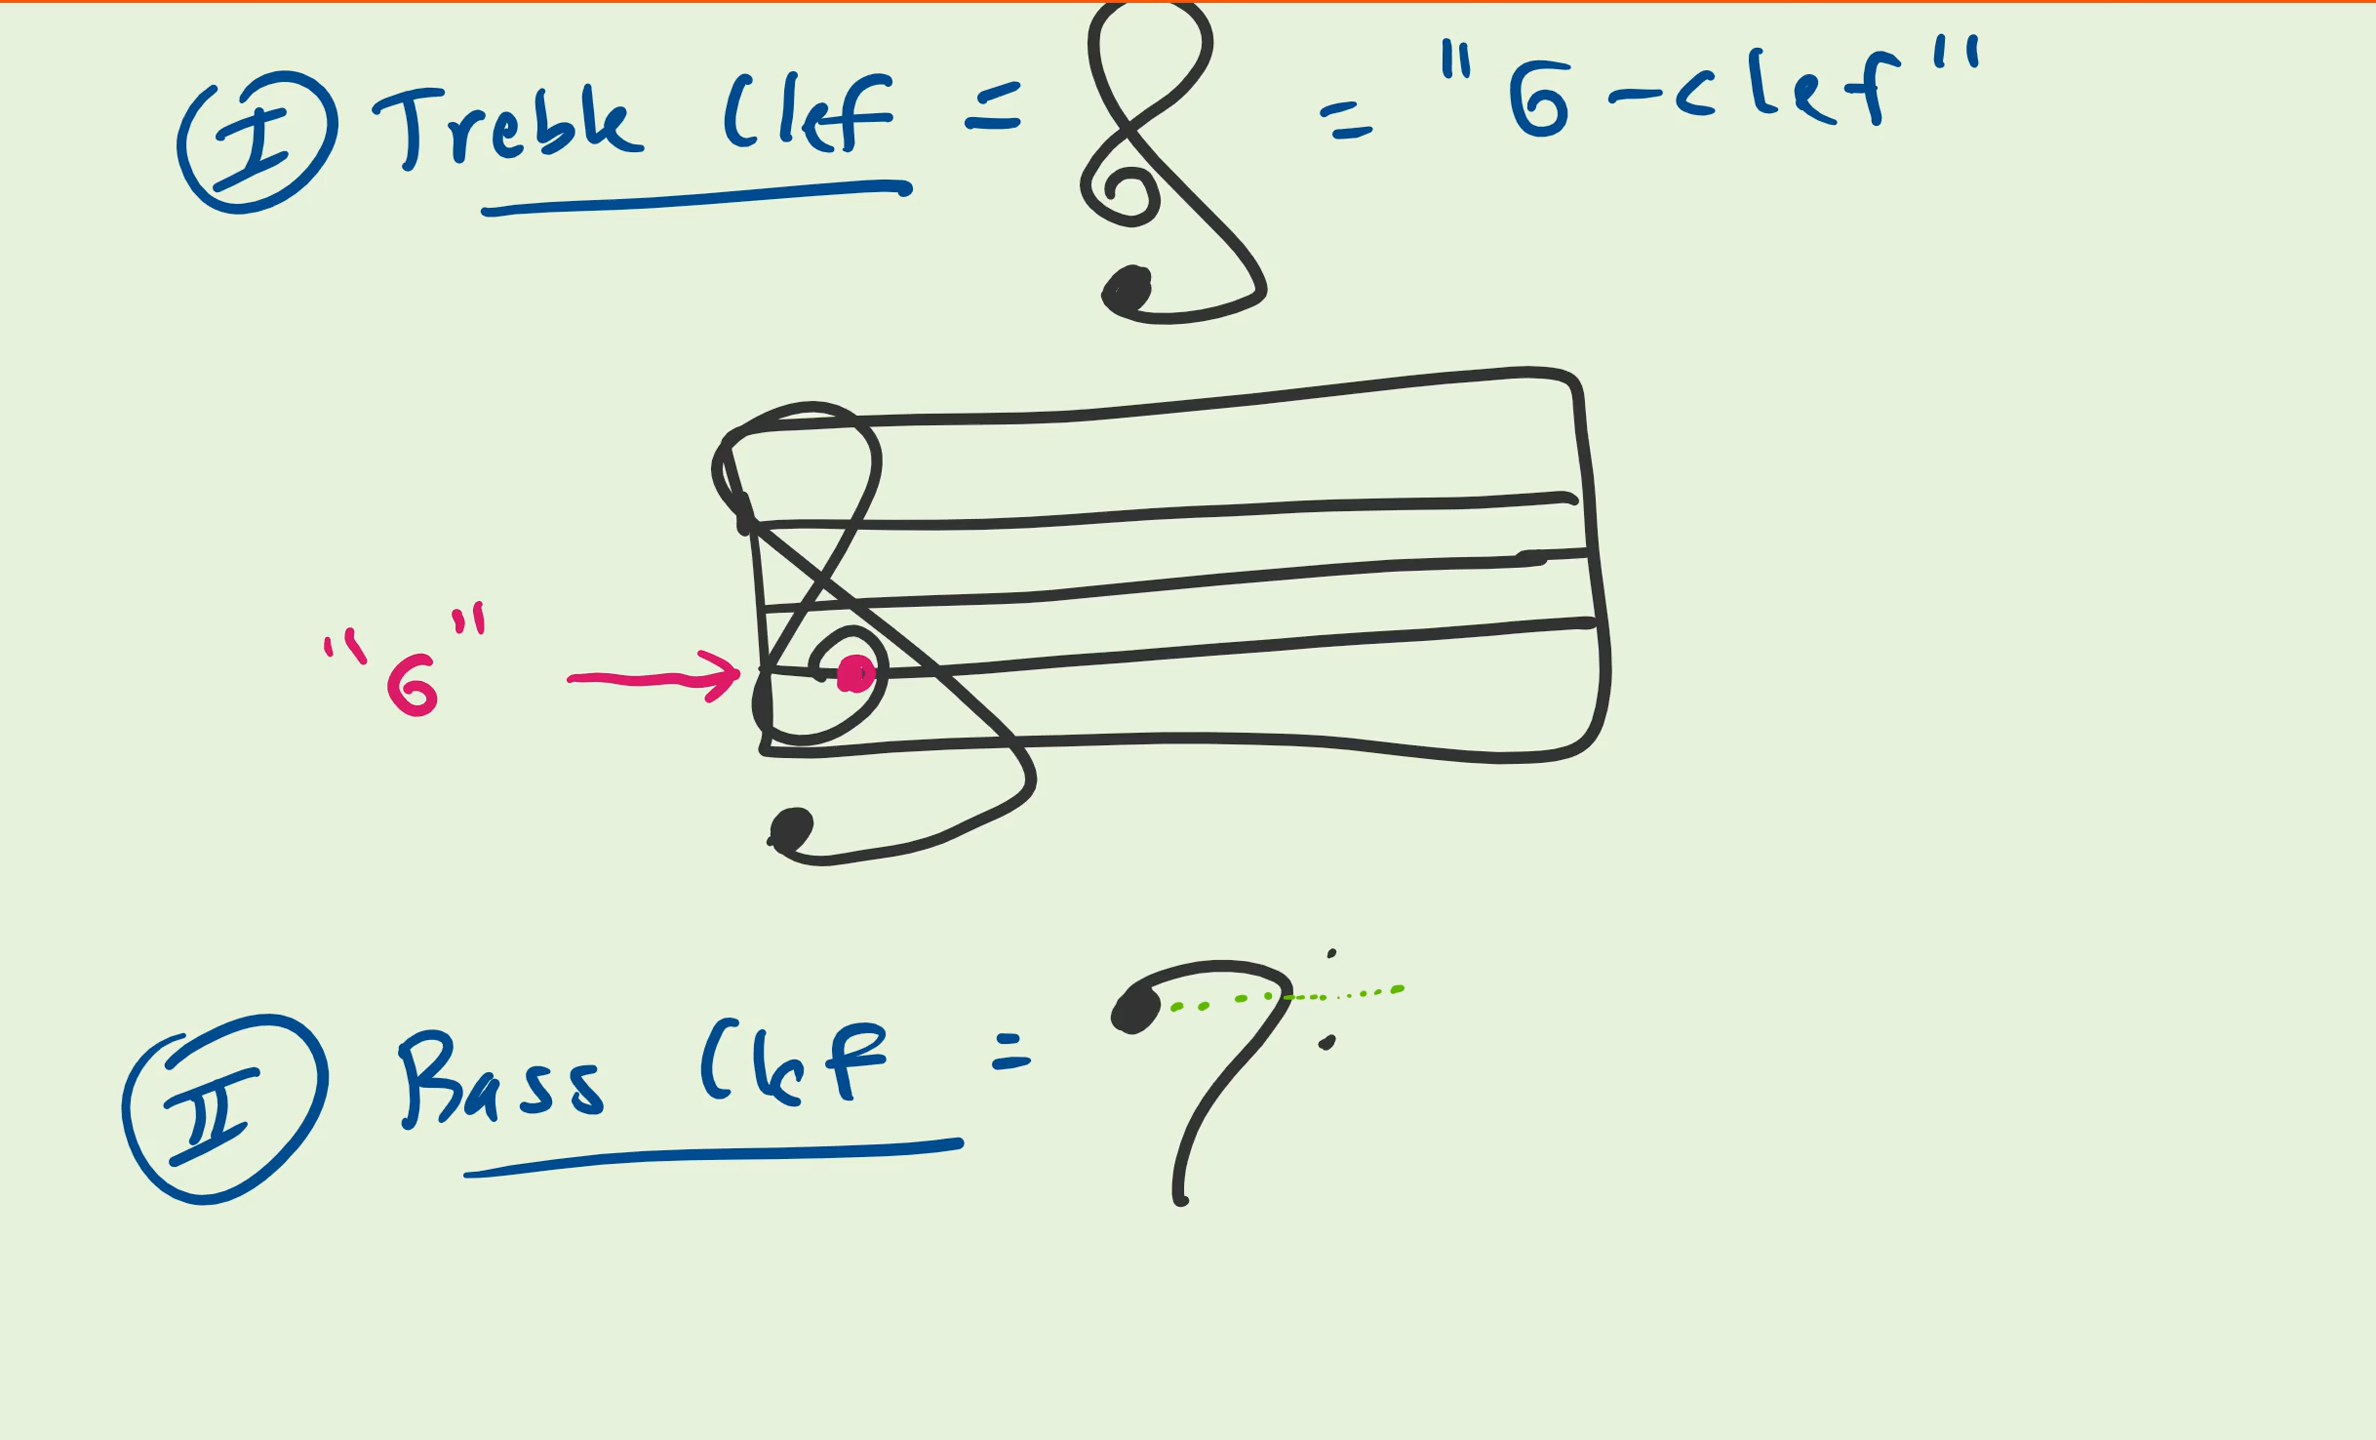 I Treble Clef = = "G-clef"
"G"
II Bass Clef =